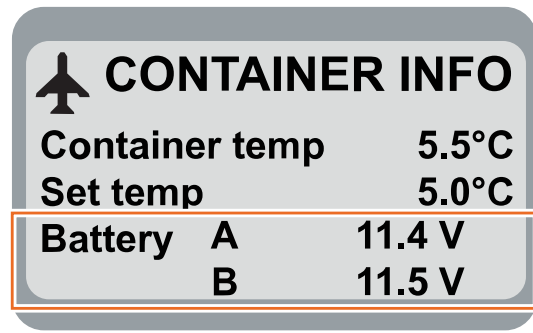 CONTAINER INFO
Container temp 5.5°C
Set temp 5.0°C
Battery A 11.4 V
B 11.5 V